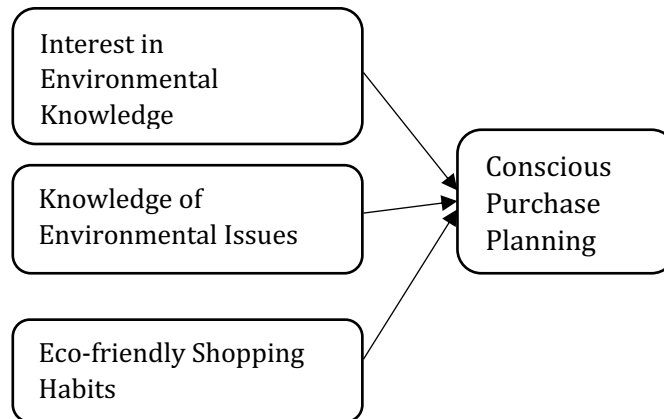 Interest in
Environmental
Knowledge
Knowledge of
Environmental Issues
Eco-friendly Shopping
Habits
Conscious
Purchase
Planning